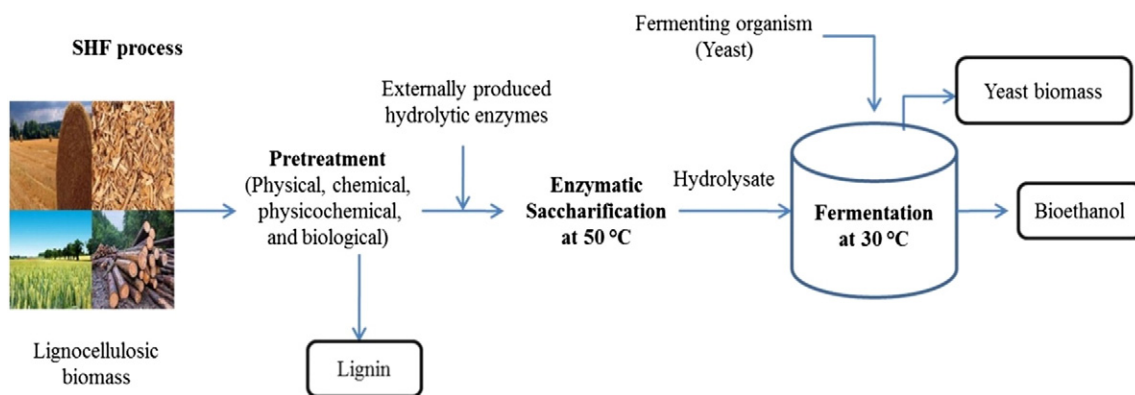 SHF process
Lignocellulosic
biomass
Pretreatment
(Physical, chemical,
physicochemical,
and biological)
Lignin
Externally produced
hydrolytic enzymes
Enzymatic
Saccharification
at 50 °C
Hydrolysate
Fermenting organism
(Yeast)
Fermentation
at 30 °C
Yeast biomass
Bioethanol